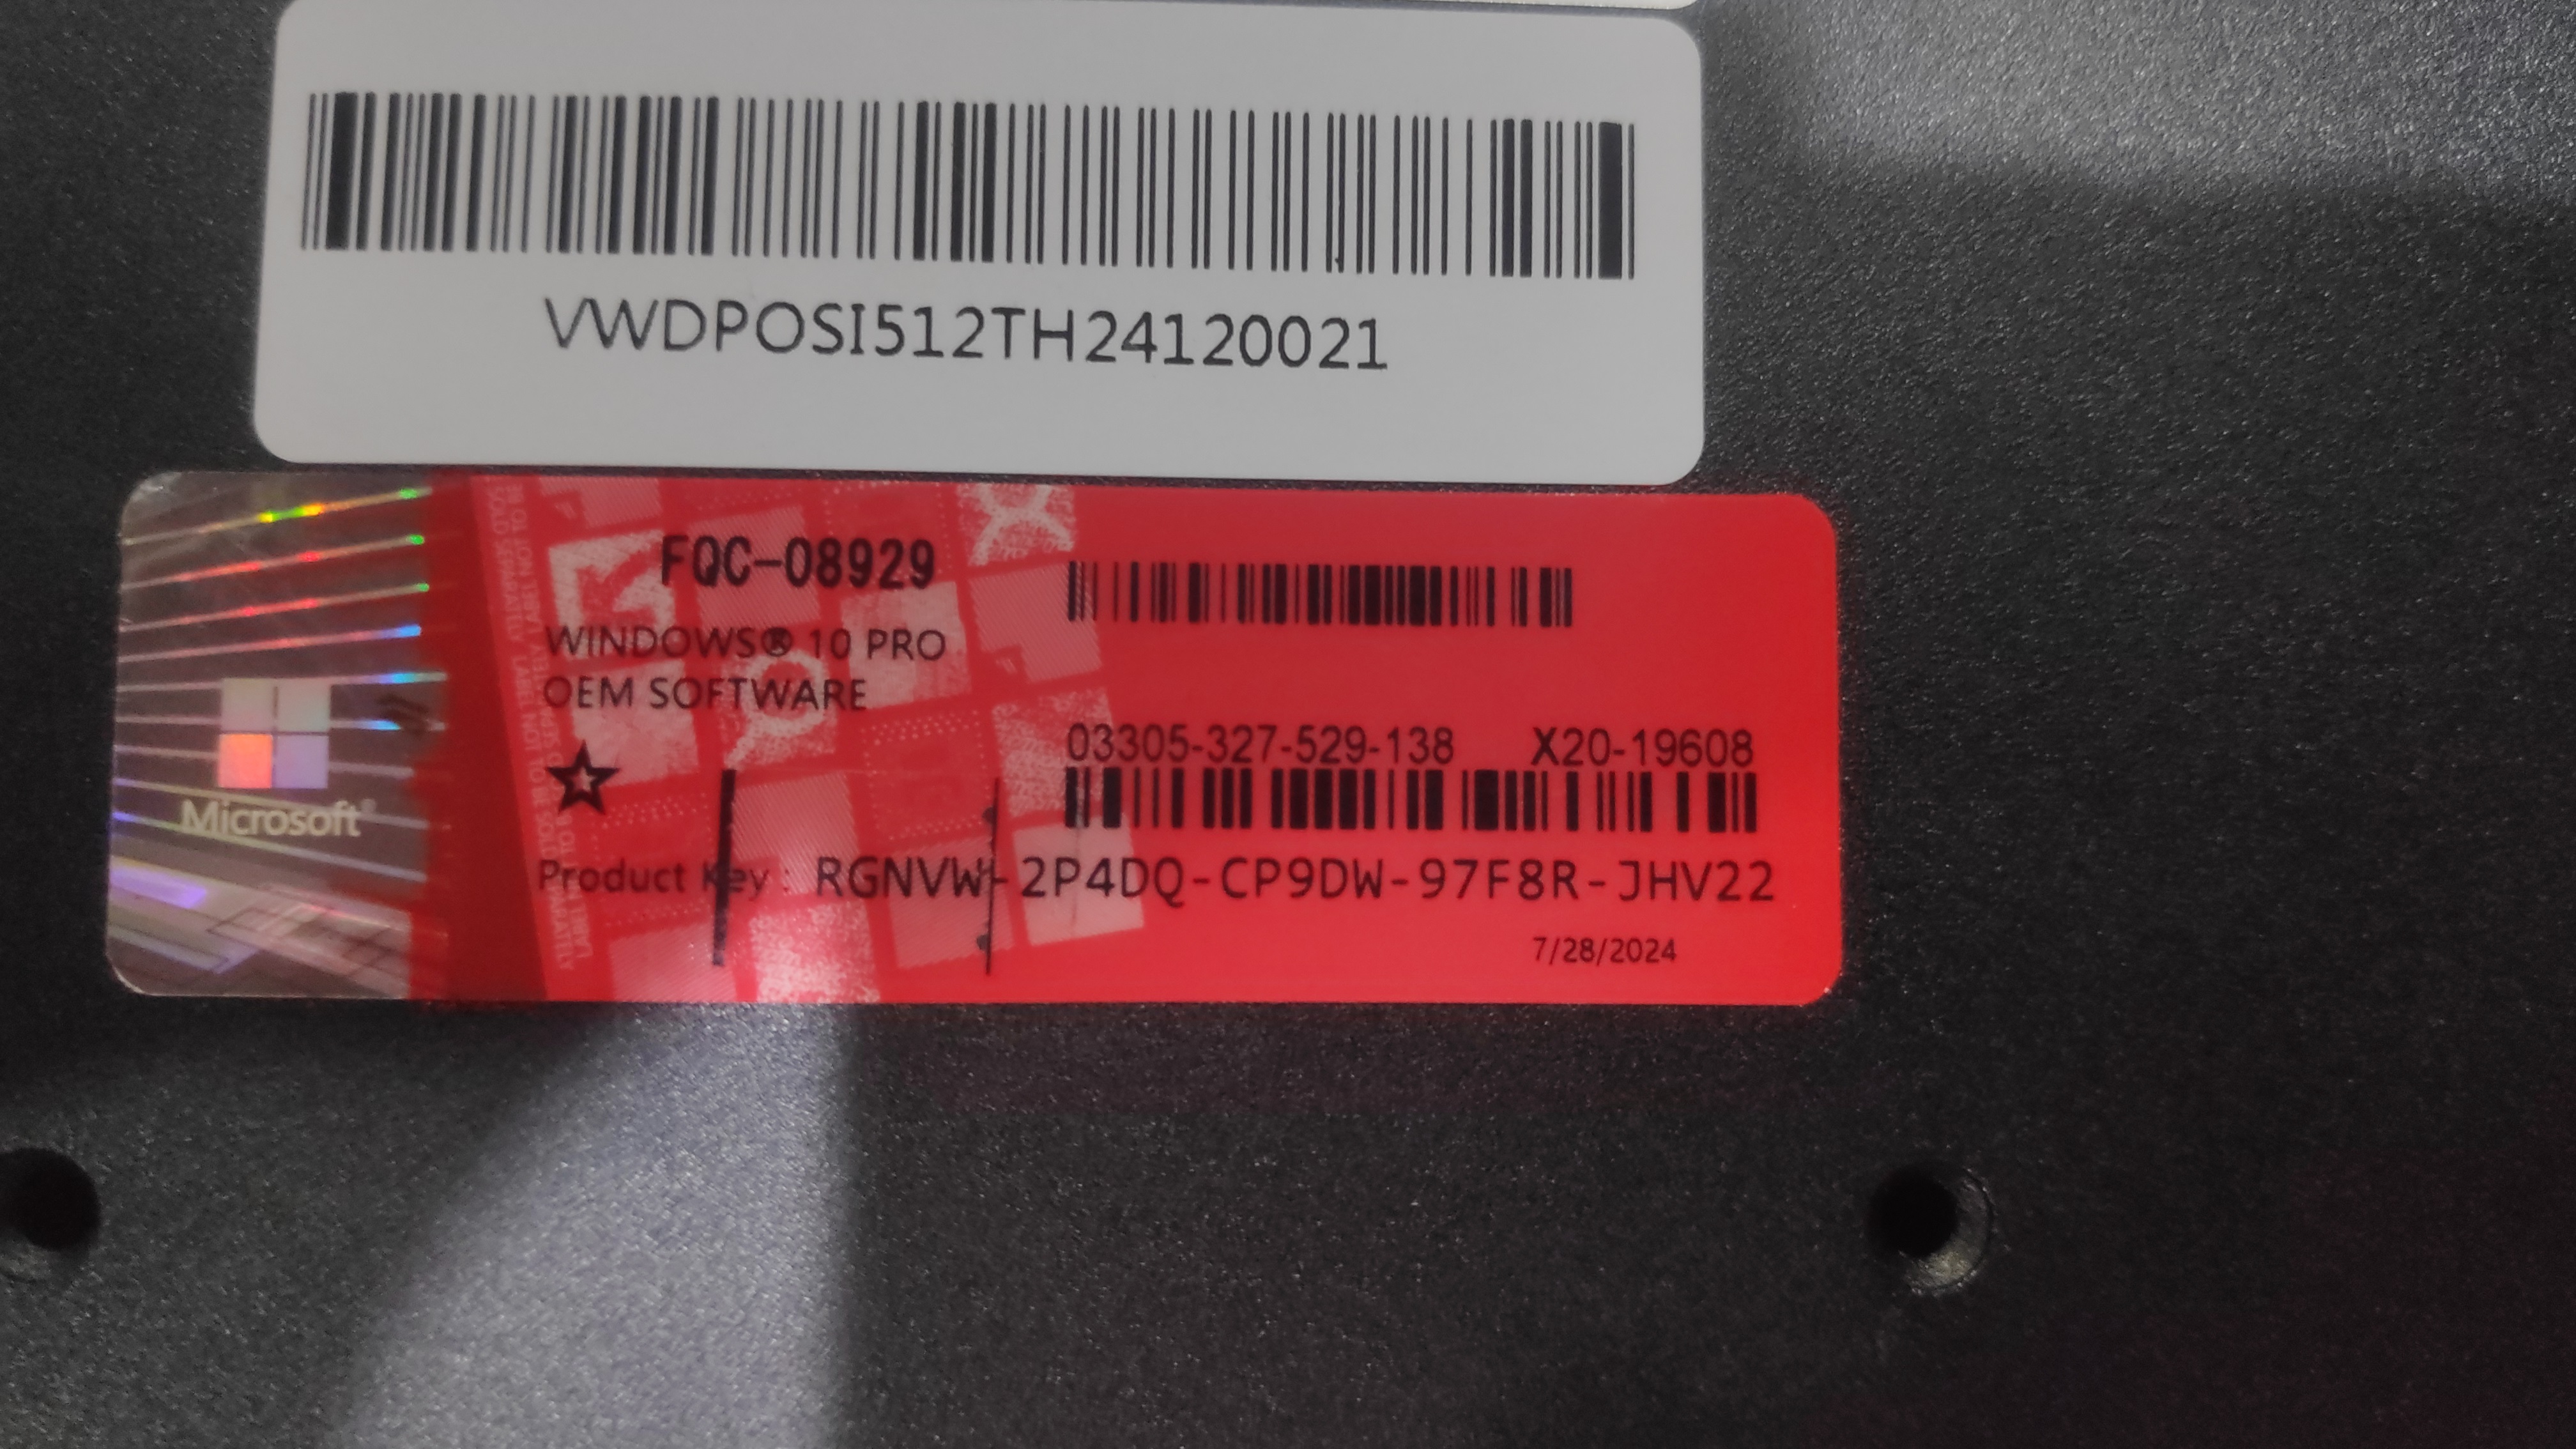 VWDPOSI512TH24120021
FQC-08929
WINDOWS® 10 PRO
OEM SOFTWARE
03305-327-529-138 X20-19608
Microsoft®
Product Key: RGNVW-2P4DQ-CP9DW-97F8R-JHV22
7/28/2024